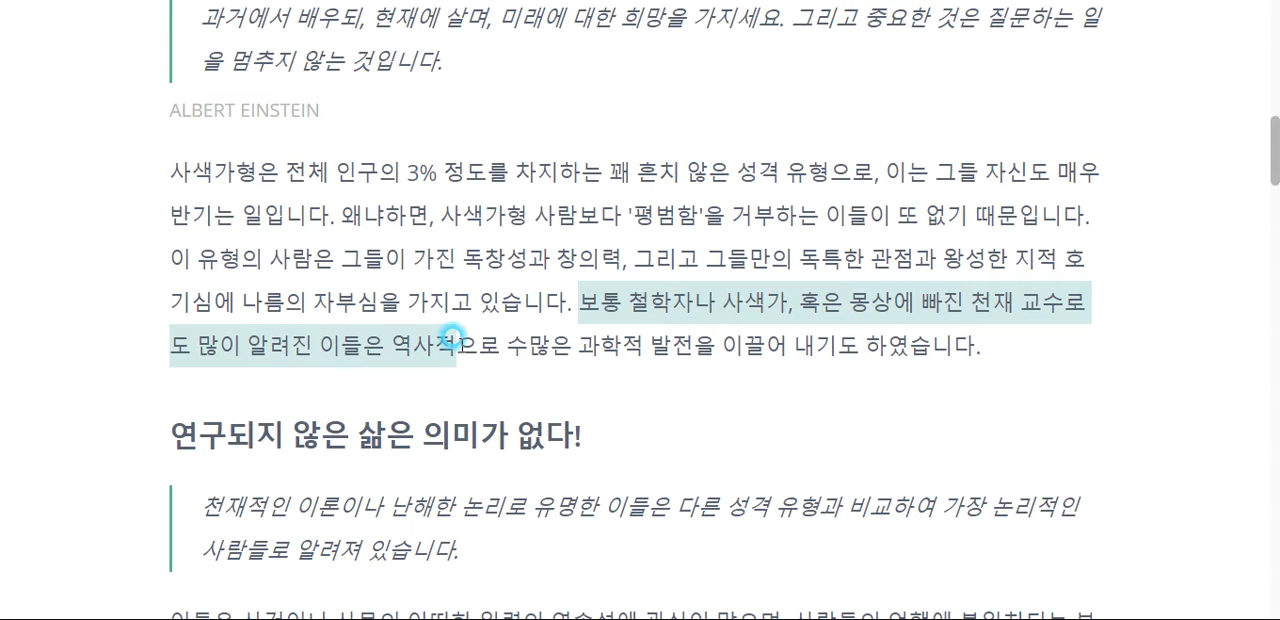 과거에서 배우되, 현재에 살며, 미래에 대한 희망을 가지세요. 그리고 중요한 것은 질문하는 일
을 멈추지 않는 것입니다.
ALBERT EINSTEIN
사색가형은 전체 인구의 3% 정도를 차지하는 꽤 흔치 않은 성격 유형으로, 이는 그들 자신도 매우
반기는 일입니다. 왜냐하면, 사색가형 사람보다 '평범함'을 거부하는 이들이 또 없기 때문입니다.
이 유형의 사람은 그들이 가진 독창성과 창의력, 그리고 그들만의 독특한 관점과 왕성한 지적 호
기심에 나름의 자부심을 가지고 있습니다. 보통 철학자나 사색가, 혹은 몽상에 빠진 천재 교수로
도 많이 알려진 이들은 역사적으로 수많은 과학적 발전을 이끌어 내기도 하였습니다.
연구되지 않은 삶은 의미가 없다!
천재적인 이론이나 난해한 논리로 유명한 이들은 다른 성격 유형과 비교하여 가장 논리적인
사람들로 알려져 있습니다.